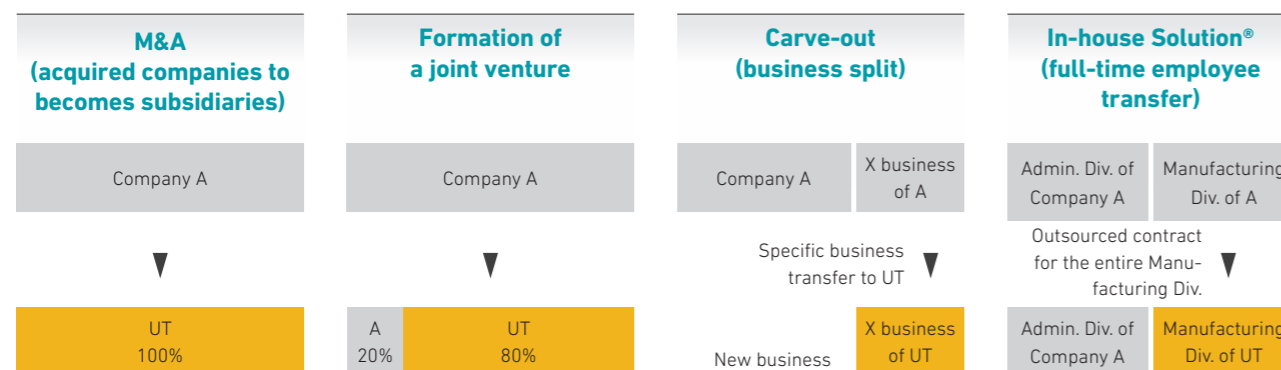 M&A
(acquired companies to
becomes subsidiaries)
Company A
UT
100%
Formation of
a joint venture
Company A
A
20%
UT
80%
Carve-out
(business split)
Company A
X business
of A
Specific business
transfer to UT
New business
X business
of UT
In-house Solution®
(full-time employee
transfer)
Admin. Div. of
Company A
Manufacturing
Div. of A
Outsourced contract
for the entire Manu-
facturing Div.
Admin. Div. of
Company A
Manufacturing
Div. of UT